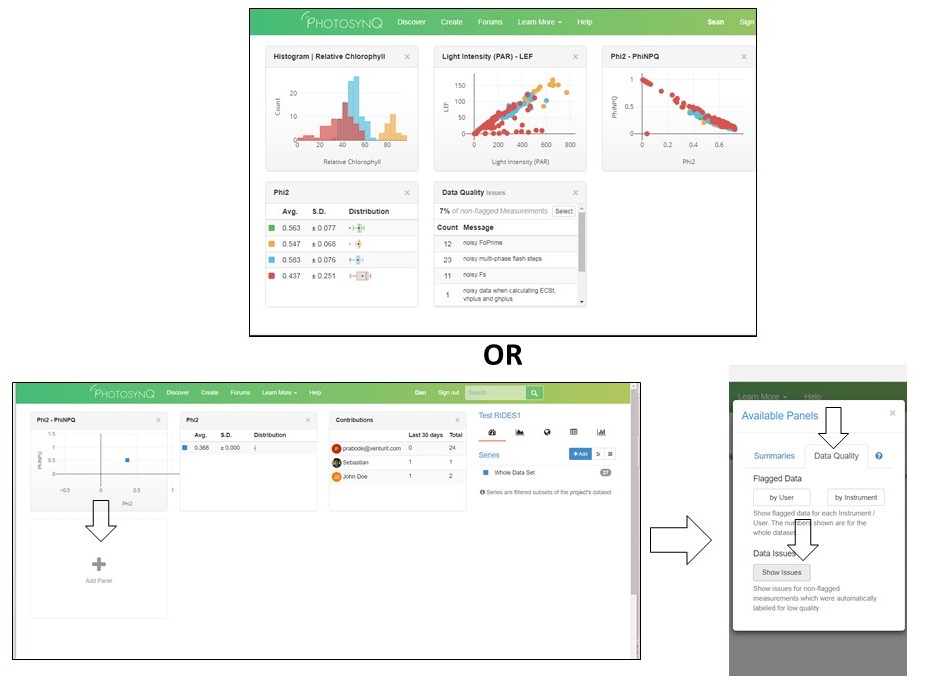 PHOTOSYNQ Discover Create Forums Learn More Help Sean Sign
Histogram | Relative Chlorophyll ×
Count
20
10
0
0 20 40 60 80
Relative Chlorophyll
Light Intensity (PAR) - LEF ×
LEF
150
100
50
0
0 200 400 600 800
Light Intensity (PAR)
Phi2 - PhiNPQ ×
PhiNPQ
1
0.5
0
0 0.2 0.4 0.6
Phi2
Phi2 ×
Avg. S.D. Distribution
0.563 ± 0.077
0.547 ± 0.068
0.583 ± 0.076
0.437 ± 0.251
Data Quality Issues ×
7% of non-flagged Measurements Select
Count Message
12 noisy FoPrime
23 noisy multi-phase flash steps
11 noisy Fs
1 noisy data when calculating ECSt,
vhplus and ghplus
OR
PHOTOSYNQ Discover Create Forums Learn More Help Dan Sign out Search
Phi2 - PhiNPQ ×
PhiNPQ
1.5
1
0.5
0
−0.5 0 0.5 1
Phi2
Phi2 ×
Avg. S.D. Distribution
0.368 ± 0.000
Contributions ×
Last 30 days Total
P prabode@venturit.com 0 24
Sebastian 1 1
JD John Doe 1 2
Test RIDES1
Series +Add
Whole Data Set 27
Series are filtered subsets of the project's dataset
Add Panel
Learn More Help
Available Panels ×
Summaries Data Quality ?
Flagged Data
by User by Instrument
Show flagged data for each Instrument /
User. The numbers shown are for the
whole dataset
Data Issues
Show Issues
Show issues for non-flagged
measurements which were automatically
labeled for low quality.